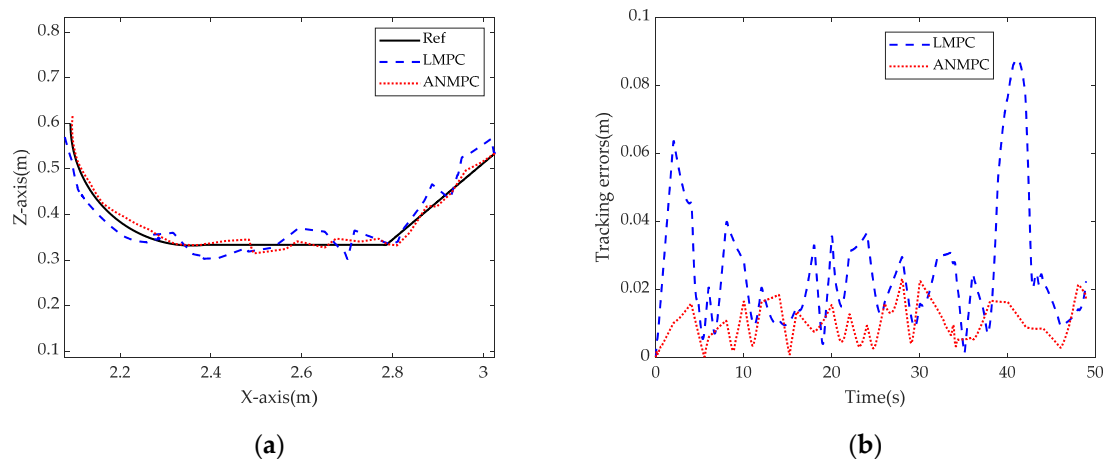 0.8
0.7
0.6
0.5
0.4
0.3
0.2
0.1
Z-axis(m)
2.2
2.4
2.6
2.8
3
X-axis(m)
Ref
LMPC
ANMPC
(a)
0.1
0.08
0.06
0.04
0.02
0
Tracking errors(m)
0
10
20
30
40
50
Time(s)
LMPC
ANMPC
(b)